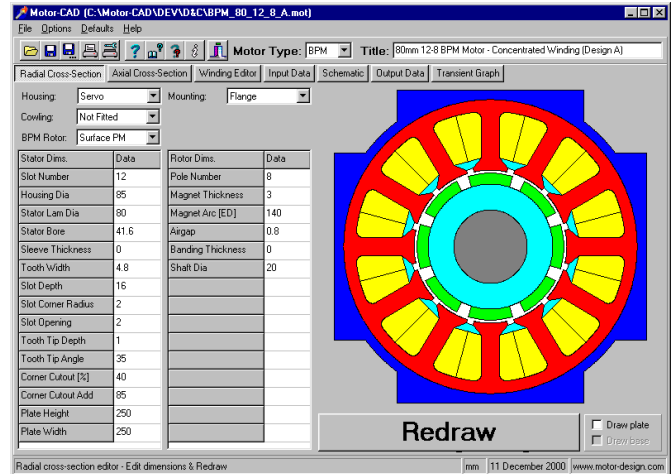 Motor-CAD (C:\Motor-CAD\DEV\D&C\BPM_80_12_8_A.mot)
File Options Defaults Help
Motor Type: BPM Title: 80mm 12-8 BPM Motor - Concentrated Winding (Design A)
Radial Cross-Section Axial Cross-Section Winding Editor Input Data Schematic Output Data Transient Graph
Housing: Servo Mounting: Flange
Cowling: Not Fitted
BPM Rotor: Surface PM
Stator Dims. Data Rotor Dims. Data
Slot Number 12 Pole Number 8
Housing Dia 85 Magnet Thickness 3
Stator Lam Dia 80 Magnet Arc [ED] 140
Stator Bore 41.6 Airgap 0.8
Sleeve Thickness 0 Banding Thickness 0
Tooth Width 4.8 Shaft Dia 20
Slot Depth 16
Slot Corner Radius 2
Slot Opening 2
Tooth Tip Depth 1
Tooth Tip Angle 35
Corner Cutout [%] 40
Corner Cutout Add 85
Plate Height 250
Plate Width 250
Redraw
Draw plate
Draw base
Radial cross-section editor - Edit dimensions & Redraw mm 11 December 2000 www.motor-design.com